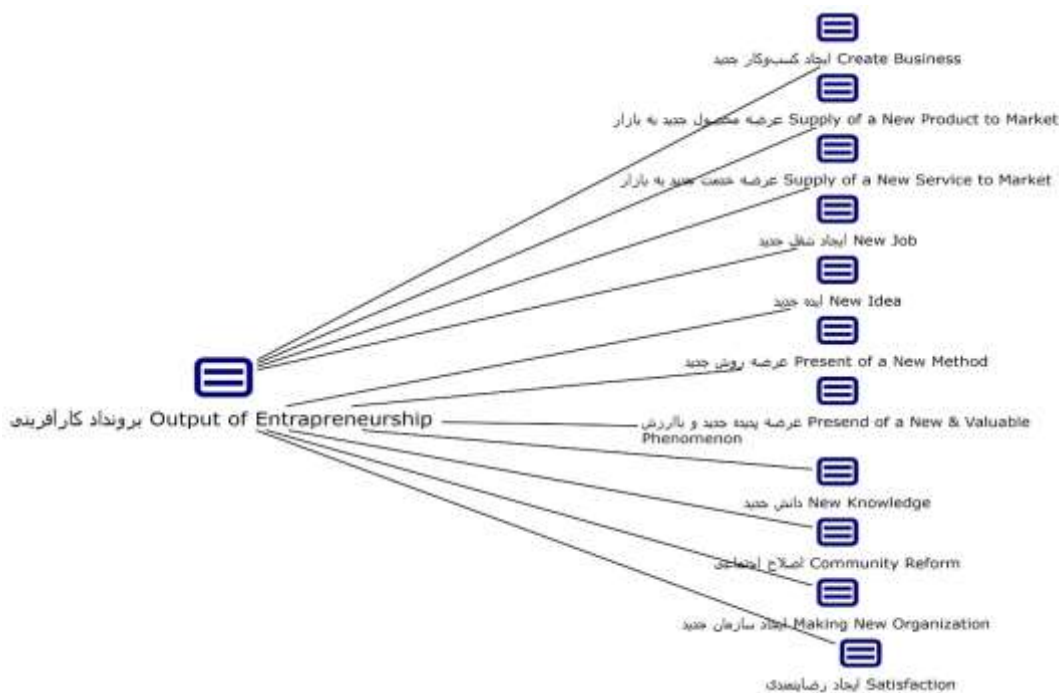 ایجاد کسب‌وکار جدید Create Business
عرضه محصول جدید به بازار Supply of a New Product to Market
عرضه خدمت جدید به بازار Supply of a New Service to Market
ایجاد شغل جدید New Job
ایده جدید New Idea
عرضه روش جدید Present of a New Method
برونداد کارآفرینی Output of Entrapreneurship
عرضه پدیده جدید و باارزش Presend of a New & Valuable
Phenomenon
دانش جدید New Knowledge
اصلاح اجتماعی Community Reform
ایجاد سازمان جدید Making New Organization
ایجاد رضایتمندی Satisfaction